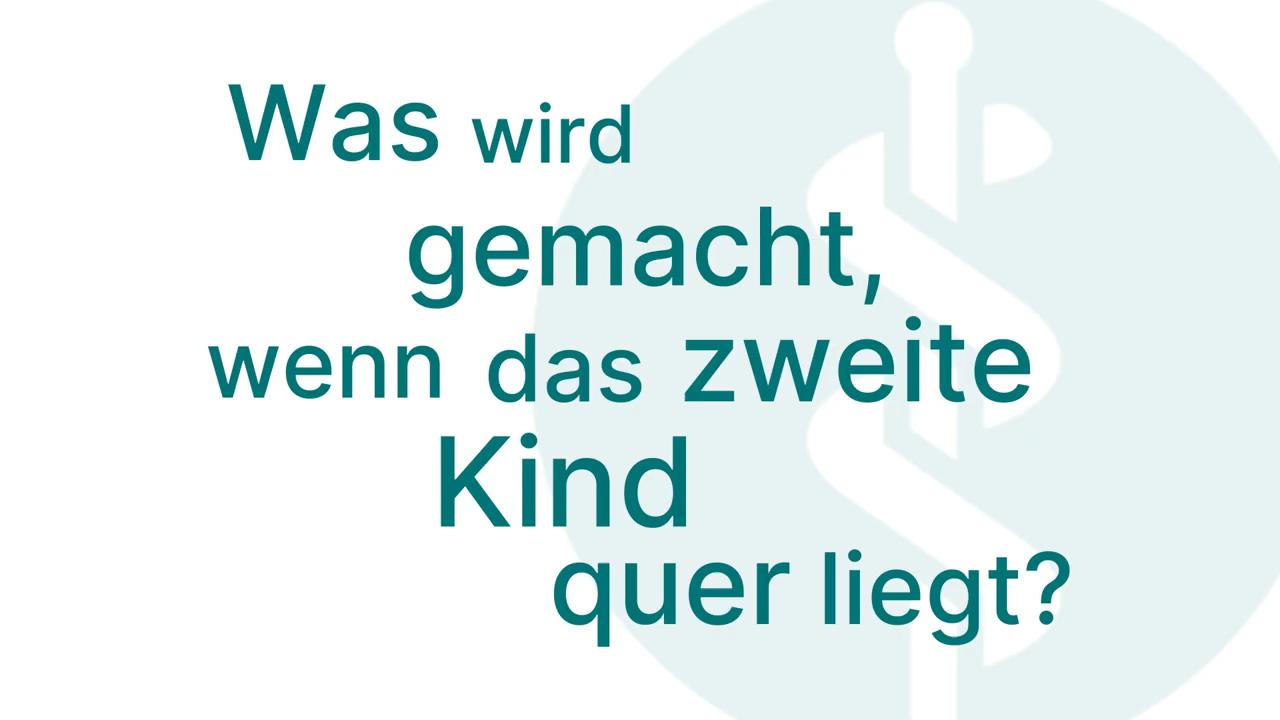 Was wird
gemacht,
wenn das zweite
Kind
quer liegt?